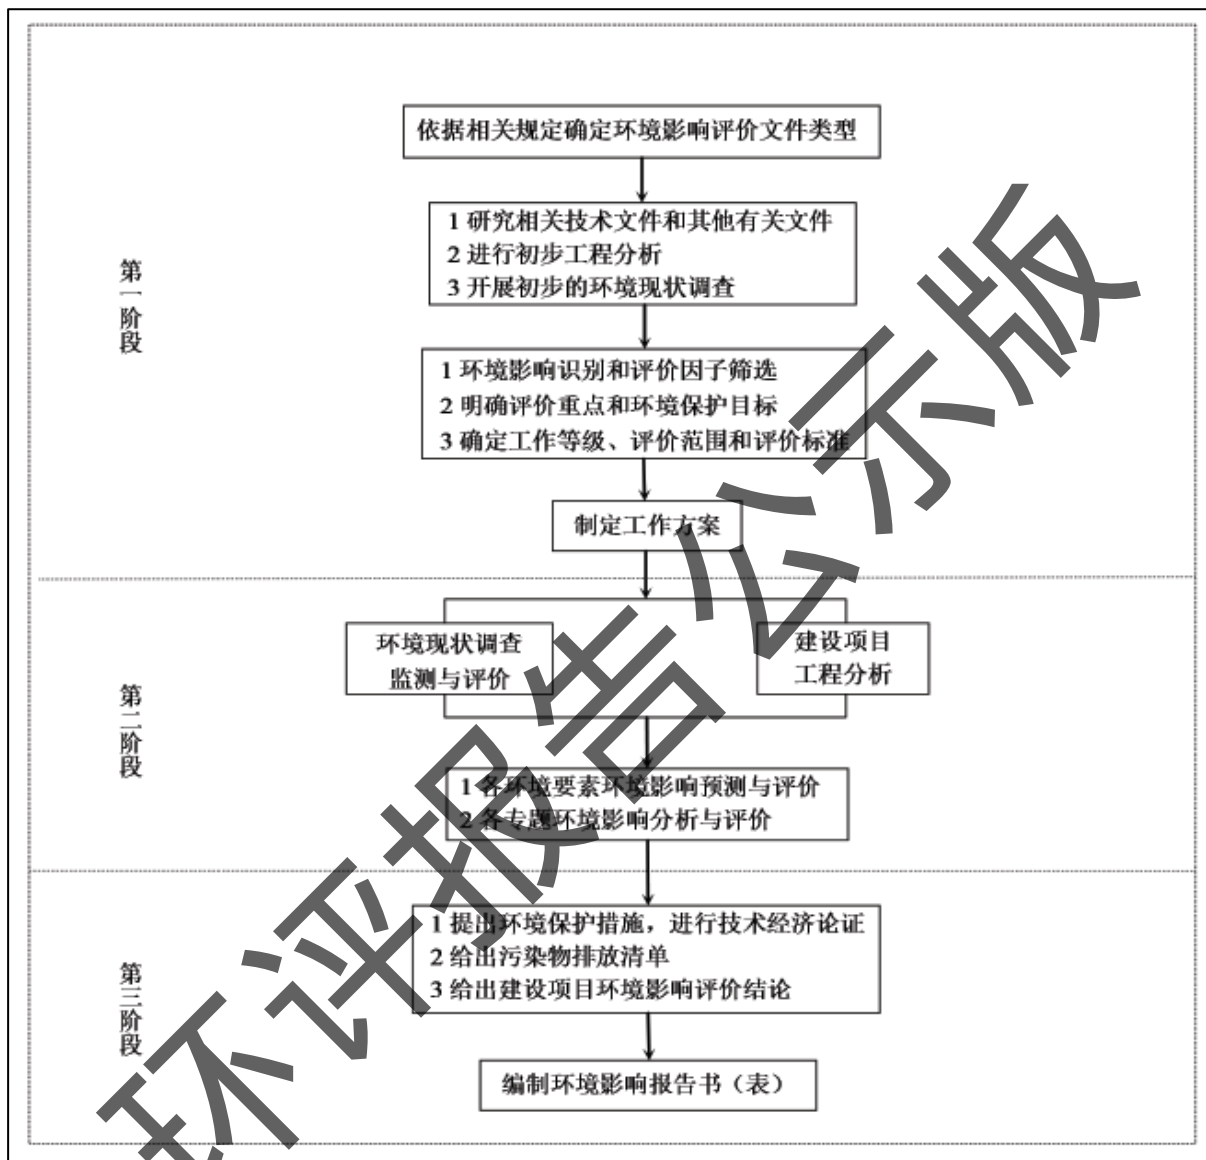 依据相关规定确定环境影响评价文件类型
第一阶段
1 研究相关技术文件和其他有关文件
2 进行初步工程分析
3 开展初步的环境现状调查
1 环境影响识别和评价因子筛选
2 明确评价重点和环境保护目标
3 确定工作等级、评价范围和评价标准
制定工作方案
第二阶段
环境现状调查
监测与评价
建设项目
工程分析
1 各环境要素环境影响预测与评价
2 各专题环境影响分析与评价
第三阶段
1 提出环境保护措施，进行技术经济论证
2 给出污染物排放清单
3 给出建设项目环境影响评价结论
编制环境影响报告书（表）
环评报告公示版